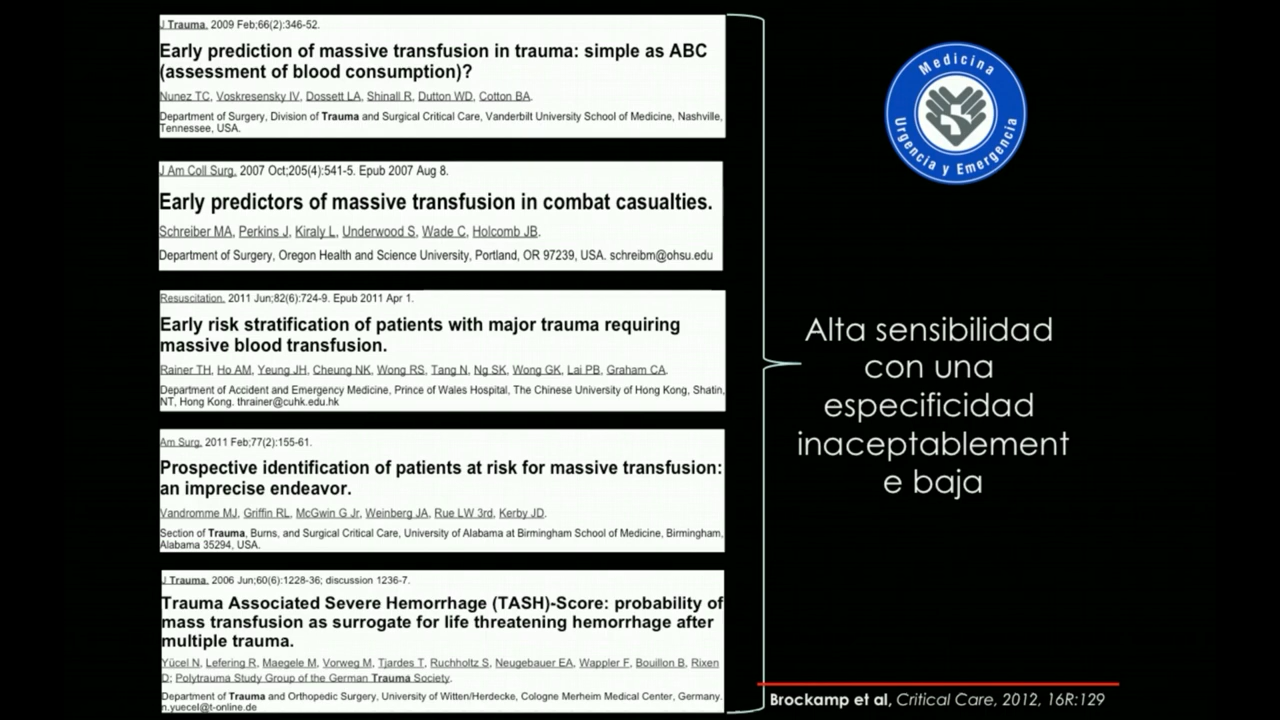 J Trauma. 2009 Feb;66(2):346-52.
Early prediction of massive transfusion in trauma: simple as ABC
(assessment of blood consumption)?
Nunez TC, Voskresensky IV, Dossett LA, Shinall R, Dutton WD, Cotton BA.
Department of Surgery, Division of Trauma and Surgical Critical Care, Vanderbilt University School of Medicine, Nashville,
Tennessee, USA.
J Am Coll Surg. 2007 Oct;205(4):541-5. Epub 2007 Aug 8.
Early predictors of massive transfusion in combat casualties.
Schreiber MA, Perkins J, Kiraly L, Underwood S, Wade C, Holcomb JB.
Department of Surgery, Oregon Health and Science University, Portland, OR 97239, USA. schreibm@ohsu.edu
Resuscitation. 2011 Jun;82(6):724-9. Epub 2011 Apr 1.
Early risk stratification of patients with major trauma requiring
massive blood transfusion.
Rainer TH, Ho AM, Yeung JH, Cheung NK, Wong RS, Tang N, Ng SK, Wong GK, Lai PB, Graham CA.
Department of Accident and Emergency Medicine, Prince of Wales Hospital, The Chinese University of Hong Kong, Shatin,
NT, Hong Kong. thrainer@cuhk.edu.hk
Am Surg. 2011 Feb;77(2):155-61.
Prospective identification of patients at risk for massive transfusion:
an imprecise endeavor.
Vandromme MJ, Griffin RL, McGwin G Jr, Weinberg JA, Rue LW 3rd, Kerby JD.
Section of Trauma, Burns, and Surgical Critical Care, University of Alabama at Birmingham School of Medicine, Birmingham,
Alabama 35294, USA.
J Trauma. 2006 Jun;60(6):1228-36; discussion 1236-7.
Trauma Associated Severe Hemorrhage (TASH)-Score: probability of
mass transfusion as surrogate for life threatening hemorrhage after
multiple trauma.
Yücel N, Lefering R, Maegele M, Vorweg M, Tjardes T, Ruchholtz S, Neugebauer EA, Wappler F, Bouillon B, Rixen
D; Polytrauma Study Group of the German Trauma Society.
Department of Trauma and Orthopedic Surgery, University of Witten/Herdecke, Cologne Merheim Medical Center, Germany.
n.yuecel@t-online.de
Medicina
Urgencia y Emergencia
Alta sensibilidad
con una
especificidad
inaceptablement
e baja
Brockamp et al, Critical Care, 2012, 16R:129